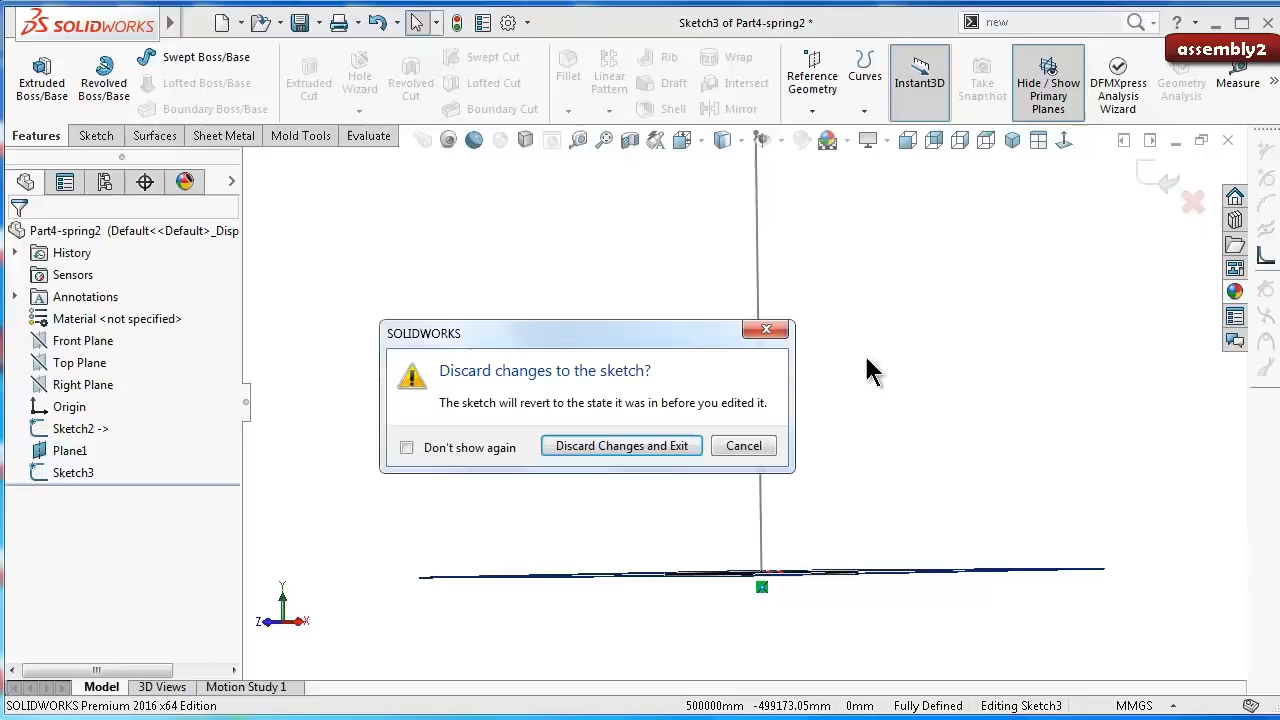 SOLIDWORKS
Sketch3 of Part4-spring2 *
new
?
assembly2
Extruded Boss/Base
Revolved Boss/Base
Swept Boss/Base
Lofted Boss/Base
Boundary Boss/Base
Extruded Cut
Hole Wizard
Revolved Cut
Swept Cut
Lofted Cut
Boundary Cut
Fillet
Linear Pattern
Rib
Draft
Shell
Wrap
Intersect
Mirror
Reference Geometry
Curves
Instant3D
Take Snapshot
Hide / Show Primary Planes
DFMXpress Analysis Wizard
Geometry Analysis
Measure
Features
Sketch
Surfaces
Sheet Metal
Mold Tools
Evaluate
Part4-spring2 (Default<<Default>_Disp
History
Sensors
Annotations
Material <not specified>
Front Plane
Top Plane
Right Plane
Origin
Sketch2 ->
Plane1
Sketch3
SOLIDWORKS
Discard changes to the sketch?
The sketch will revert to the state it was in before you edited it.
Don't show again
Discard Changes and Exit
Cancel
Y
Z
X
Model
3D Views
Motion Study 1
SOLIDWORKS Premium 2016 x64 Edition
500000mm
-499173.05mm
0mm
Fully Defined
Editing Sketch3
MMGS